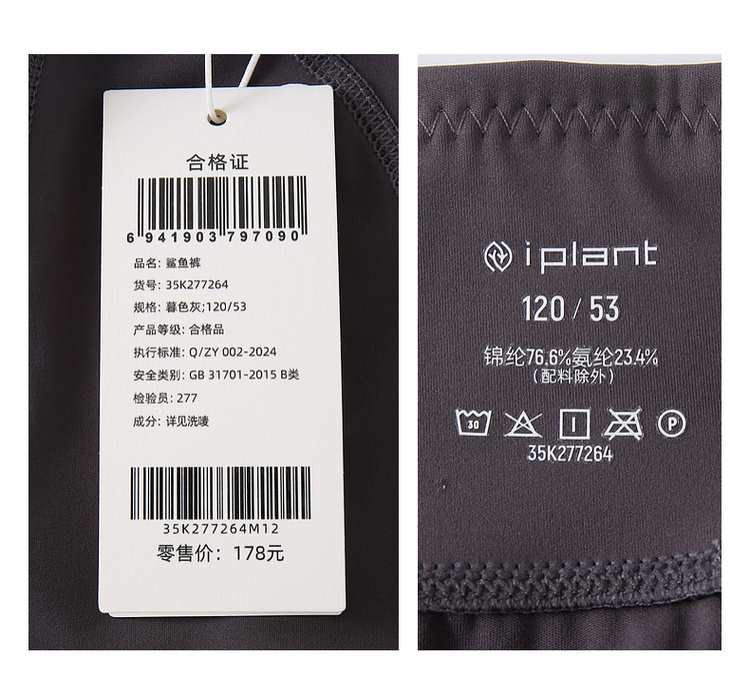 合格证
6 941903 797090
品名: 鲨鱼裤
货号: 35K277264
规格: 暮色灰;120/53
产品等级: 合格品
执行标准: Q/ZY 002-2024
安全类别: GB 31701-2015 B类
检验员: 277
成分: 详见洗唛
35K277264M12
零售价: 178元
iplant
120 / 53
锦纶76.6%氨纶23.4%
(配料除外)
30
P
35K277264